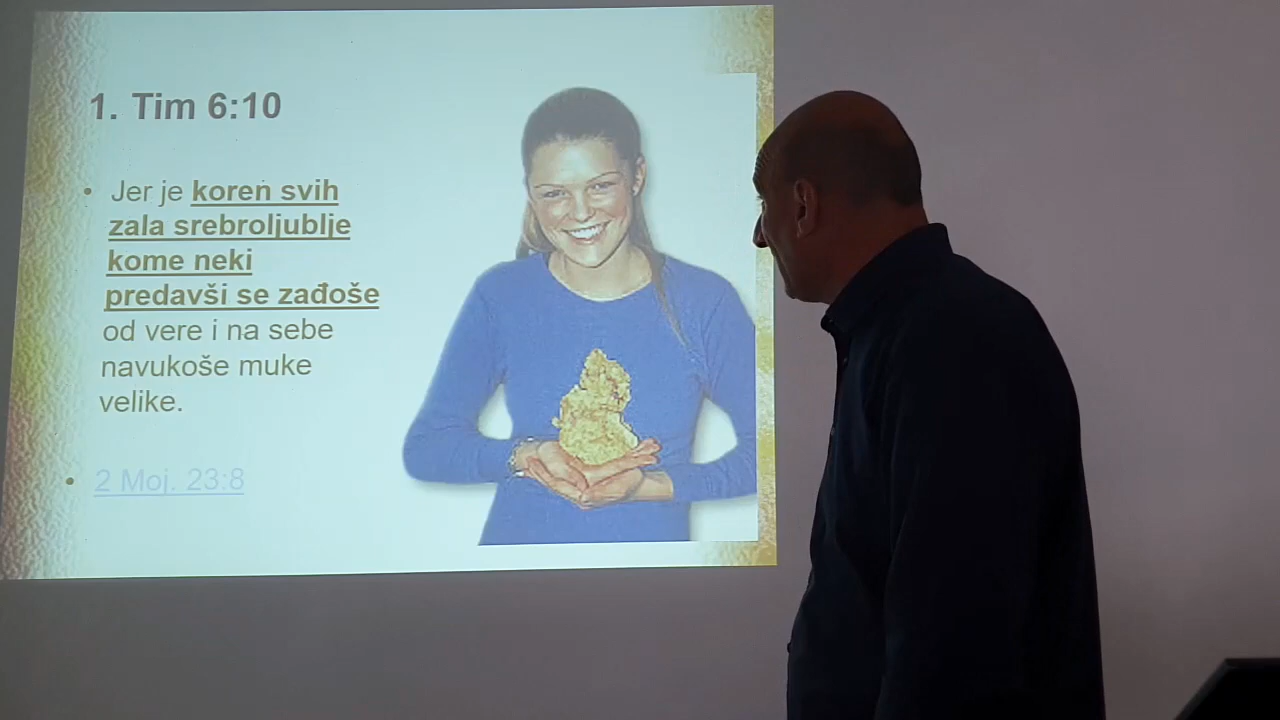 1. Tim 6:10
• Jer je koren svih
zala srebroljublje
kome neki
predavši se zađoše
od vere i na sebe
navukoše muke
velike.
• 2 Moj. 23:8